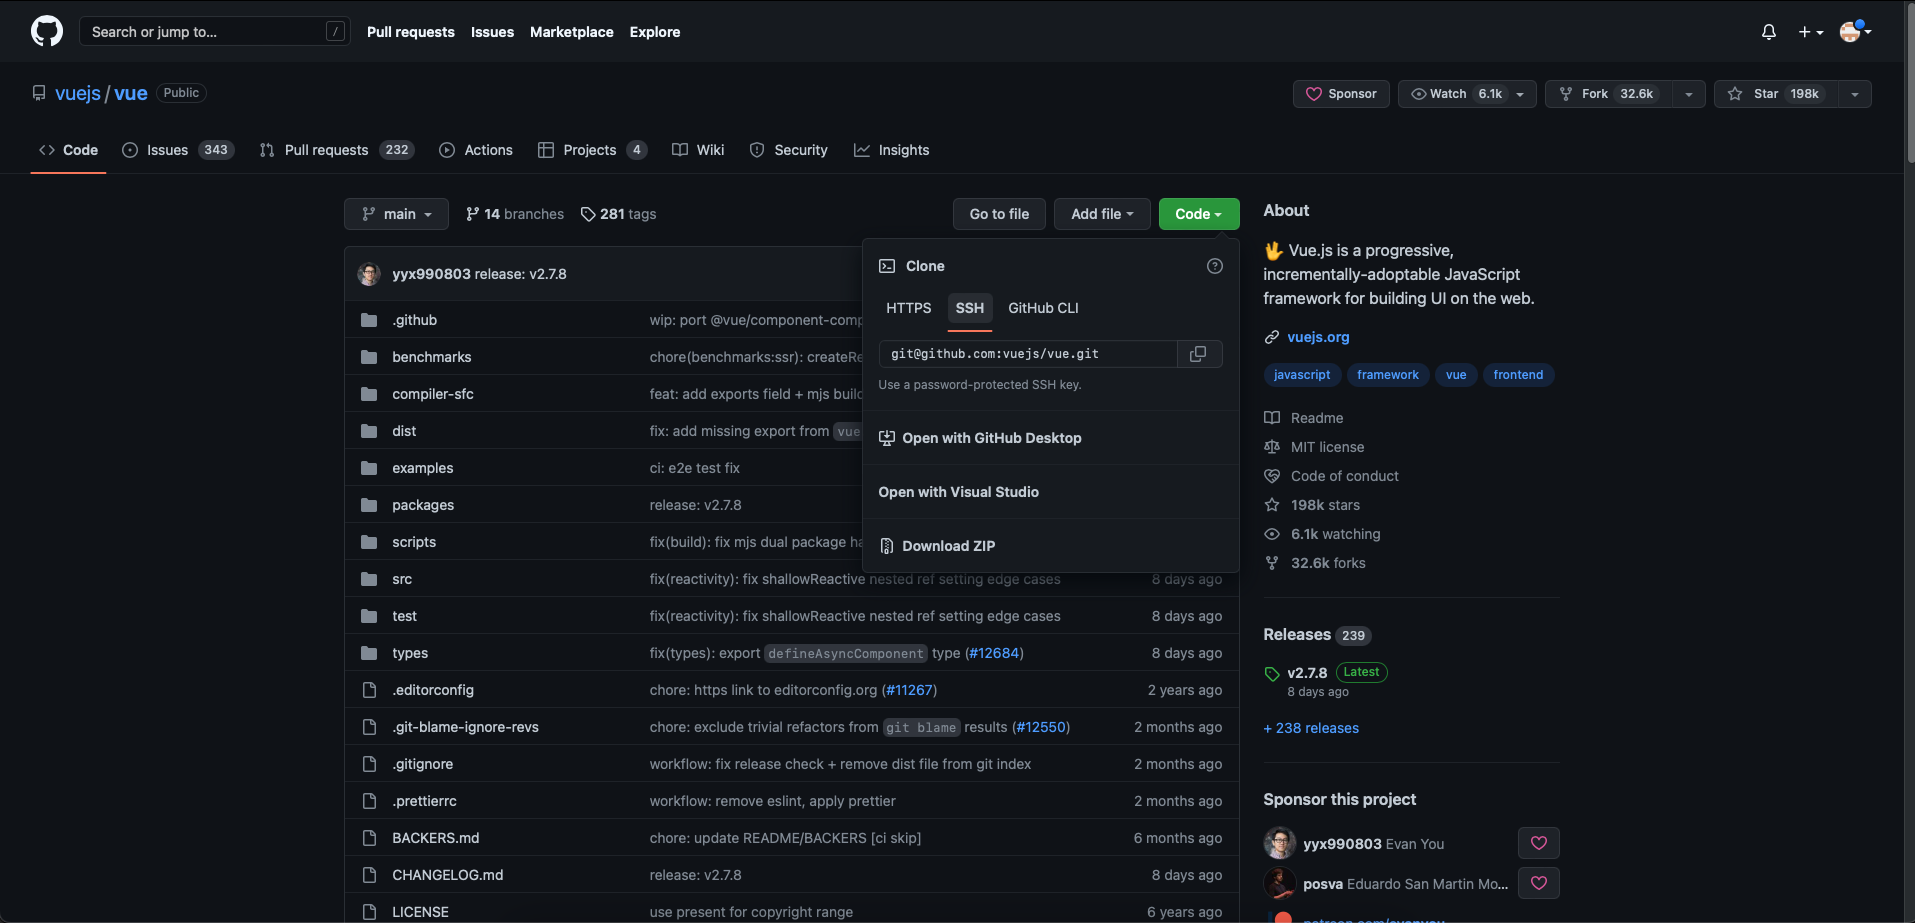 Search or jump to... /
Pull requests Issues Marketplace Explore
vuejs / vue Public
Sponsor Watch 6.1k Fork 32.6k Star 198k
Code Issues 343 Pull requests 232 Actions Projects 4 Wiki Security Insights
main 14 branches 281 tags Go to file Add file Code
yyx990803 release: v2.7.8
.github wip: port @vue/component-comp
benchmarks chore(benchmarks:ssr): createRe
compiler-sfc feat: add exports field + mjs build
dist fix: add missing export from vue
examples ci: e2e test fix
packages release: v2.7.8
scripts fix(build): fix mjs dual package ha
src fix(reactivity): fix shallowReactive nested ref setting edge cases 8 days ago
test fix(reactivity): fix shallowReactive nested ref setting edge cases 8 days ago
types fix(types): export defineAsyncComponent type (#12684) 8 days ago
.editorconfig chore: https link to editorconfig.org (#11267) 2 years ago
.git-blame-ignore-revs chore: exclude trivial refactors from git blame results (#12550) 2 months ago
.gitignore workflow: fix release check + remove dist file from git index 2 months ago
.prettierrc workflow: remove eslint, apply prettier 2 months ago
BACKERS.md chore: update README/BACKERS [ci skip] 6 months ago
CHANGELOG.md release: v2.7.8 8 days ago
LICENSE use present for copyright range 6 years ago
Clone
HTTPS SSH GitHub CLI
git@github.com:vuejs/vue.git
Use a password-protected SSH key.
Open with GitHub Desktop
Open with Visual Studio
Download ZIP
About
🖖 Vue.js is a progressive,
incrementally-adoptable JavaScript
framework for building UI on the web.
vuejs.org
javascript framework vue frontend
Readme
MIT license
Code of conduct
198k stars
6.1k watching
32.6k forks
Releases 239
v2.7.8 Latest
8 days ago
+ 238 releases
Sponsor this project
yyx990803 Evan You
posva Eduardo San Martin Mo...